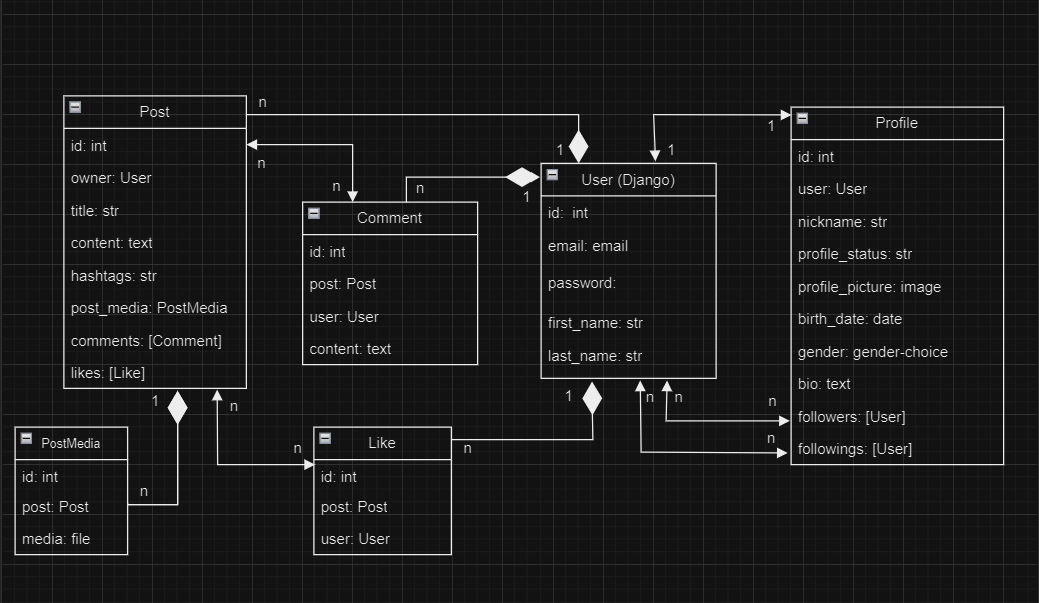 n
Post
id: int
owner: User
title: str
content: text
hashtags: str
post_media: PostMedia
comments: [Comment]
likes: [Like]
n
n
n
1
1
Comment
id: int
post: Post
user: User
content: text
1
1
User (Django)
id: int
email: email
password:
first_name: str
last_name: str
Profile
id: int
user: User
nickname: str
profile_status: str
profile_picture: image
birth_date: date
gender: gender-choice
bio: text
followers: [User]
followings: [User]
1
n
1
n
n
n
n
PostMedia
id: int
post: Post
media: file
n
n
Like
id: int
post: Post
user: User
n